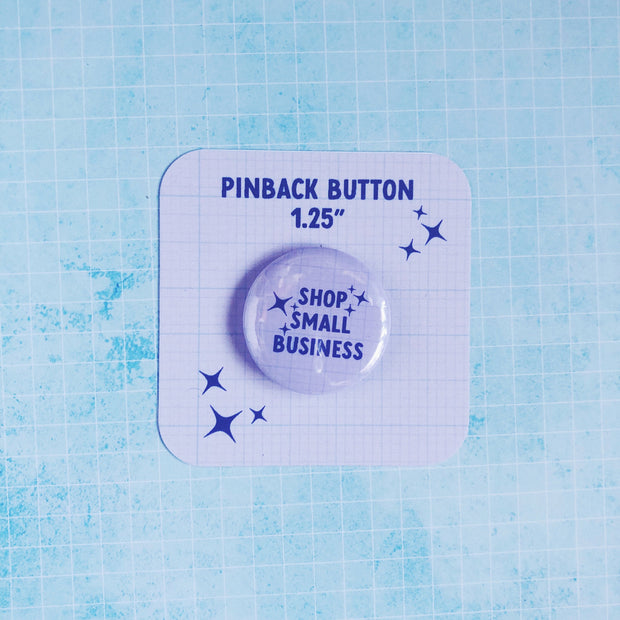 PINBACK BUTTON
1.25”
SHOP
SMALL
BUSINESS